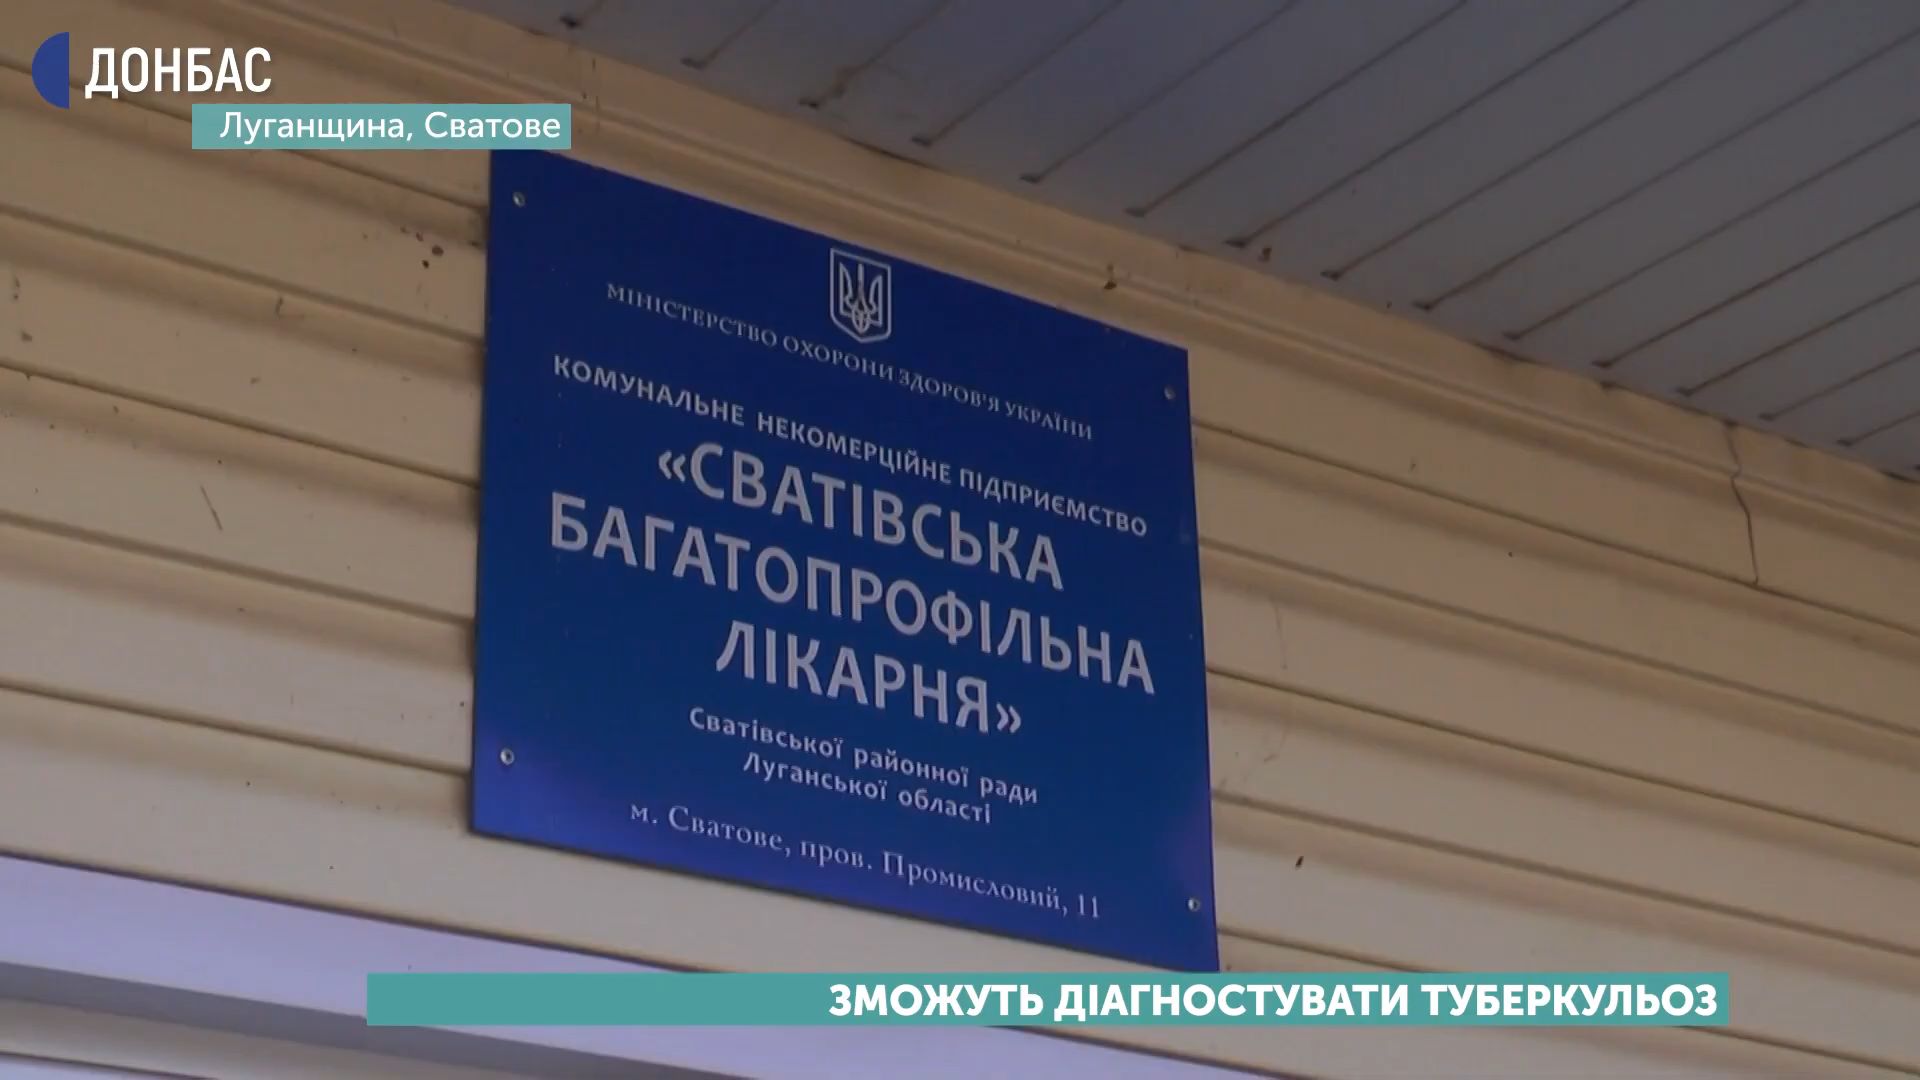 ДОНБАС
Луганщина, Сватове
МІНІСТЕРСТВО ОХОРОНИ ЗДОРОВ'Я УКРАЇНИ
КОМУНАЛЬНЕ НЕКОМЕРЦІЙНЕ ПІДПРИЄМСТВО
«СВАТІВСЬКА
БАГАТОПРОФІЛЬНА
ЛІКАРНЯ»
Сватівської районної ради
Луганської області
м. Сватове, пров. Промисловий, 11
ЗМОЖУТЬ ДІАГНОСТУВАТИ ТУБЕРКУЛЬОЗ